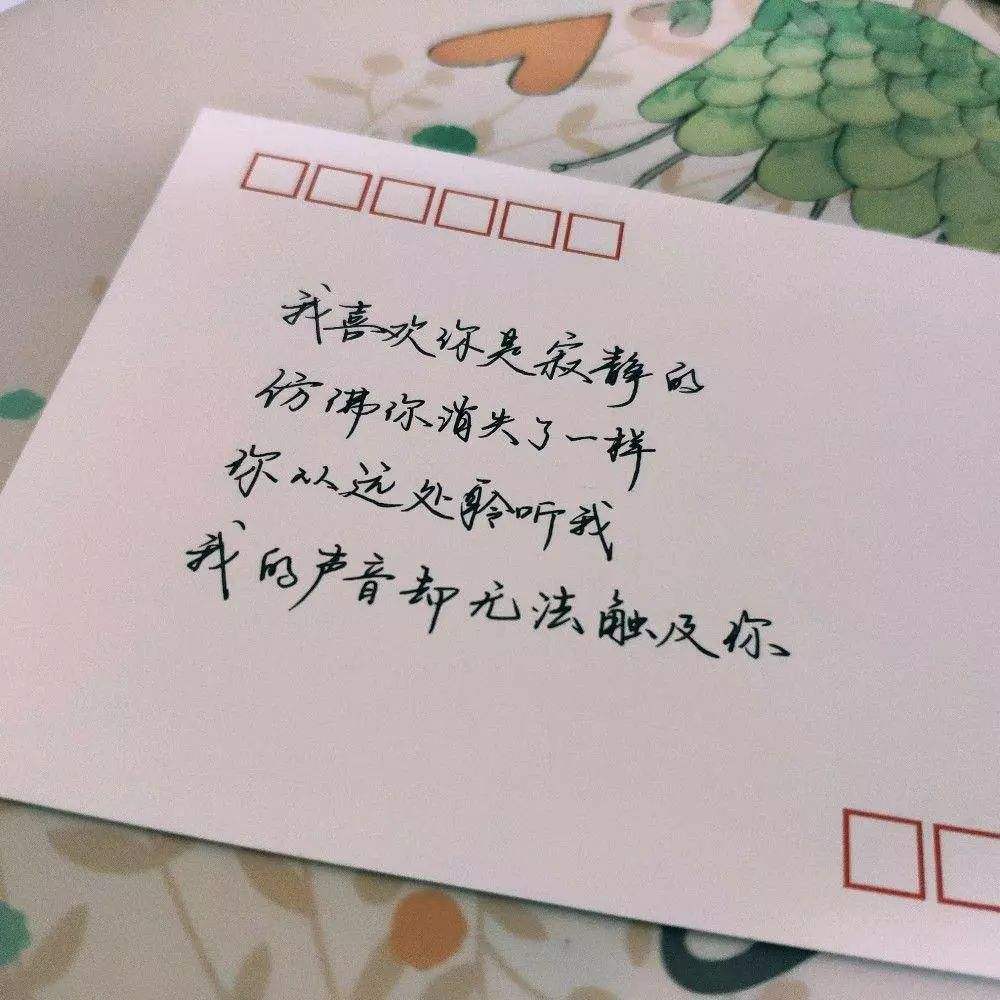 我喜欢你是寂静的
仿佛你消失了一样
你从远处聆听我
我的声音却无法触及你